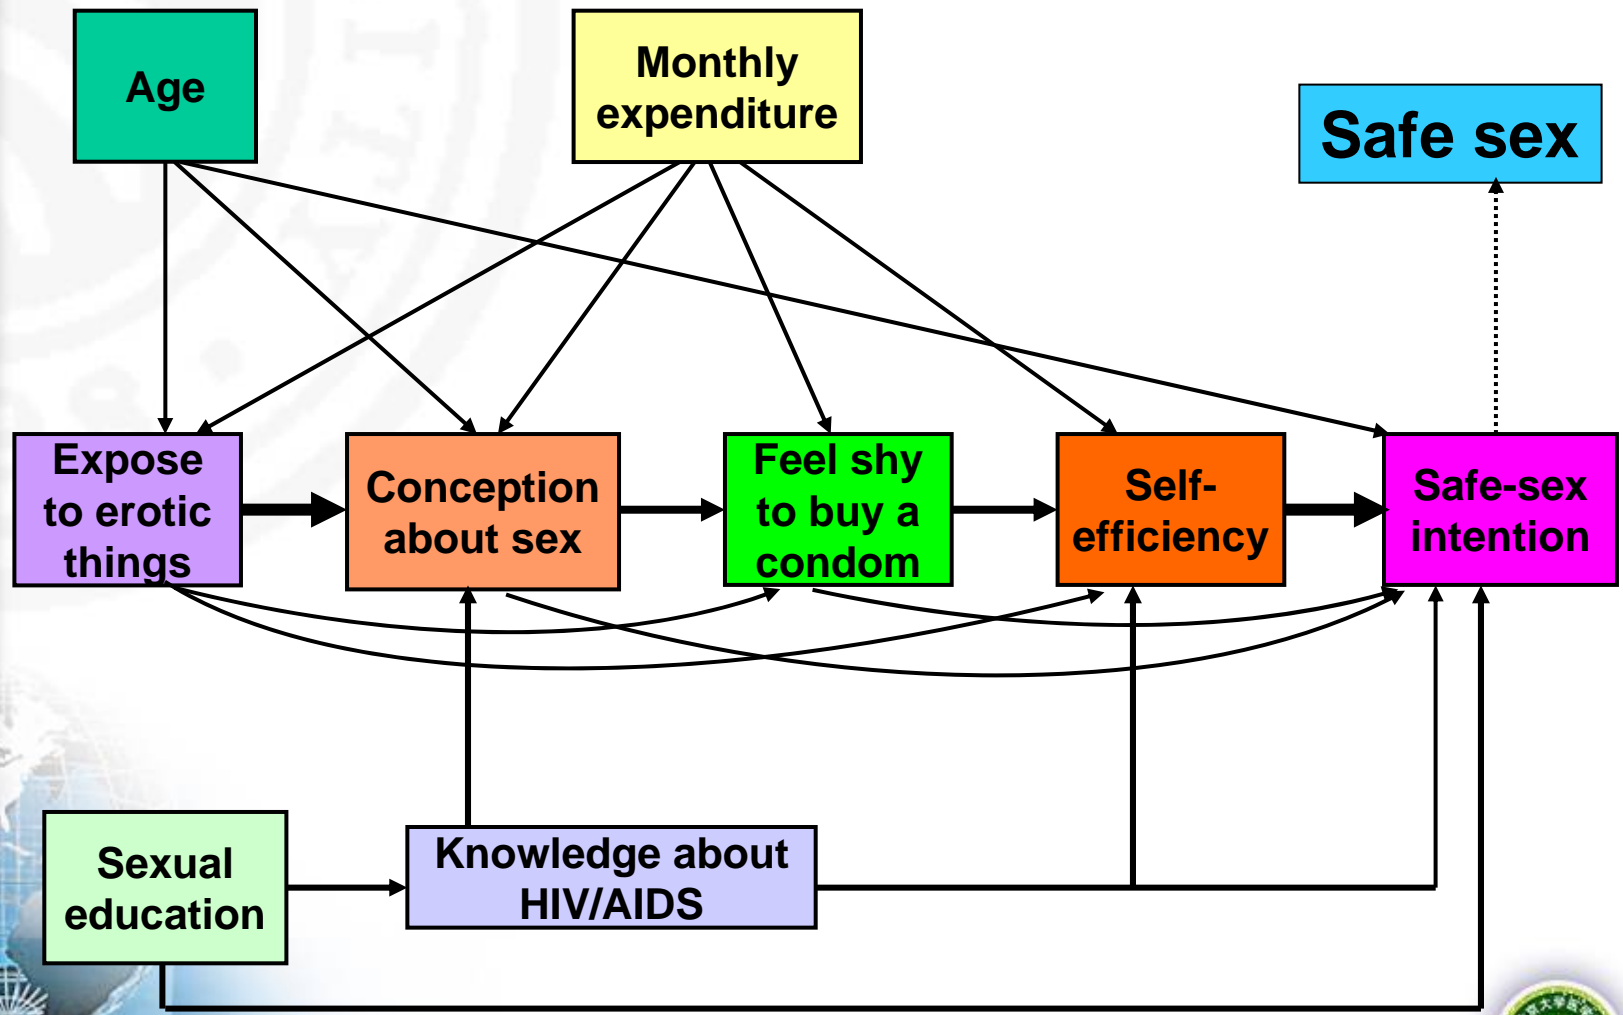 Age
Monthly
expenditure
Safe sex
Expose
to erotic
things
Conception
about sex
Feel shy
to buy a
condom
Self-
efficiency
Safe-sex
intention
Sexual
education
Knowledge about
HIV/AIDS